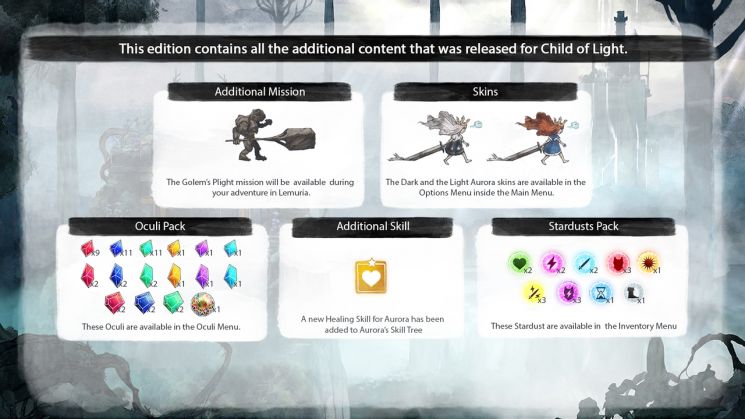 This edition contains all the additional content that was released for Child of Light.
Additional Mission
The Golem's Plight mission will be available during
your adventure in Lemuria.
Skins
The Dark and the Light Aurora skins are available in the
Options Menu inside the Main Menu.
Oculi Pack
x9 x11 x11 x1 x1 x1
x2 x2 x2 x1 x1 x1
x1 x2 x2 x1
These Oculi are available in the Oculi Menu.
Additional Skill
A new Healing Skill for Aurora has been
added to Aurora's Skill Tree
Stardusts Pack
x2 x2 x2 x3 x1
x3 x2 x1 x1
These Stardust are available in the Inventory Menu